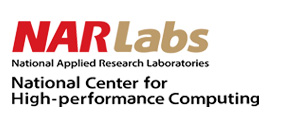 NARLabs
National Applied Research Laboratories
National Center for
High-performance Computing